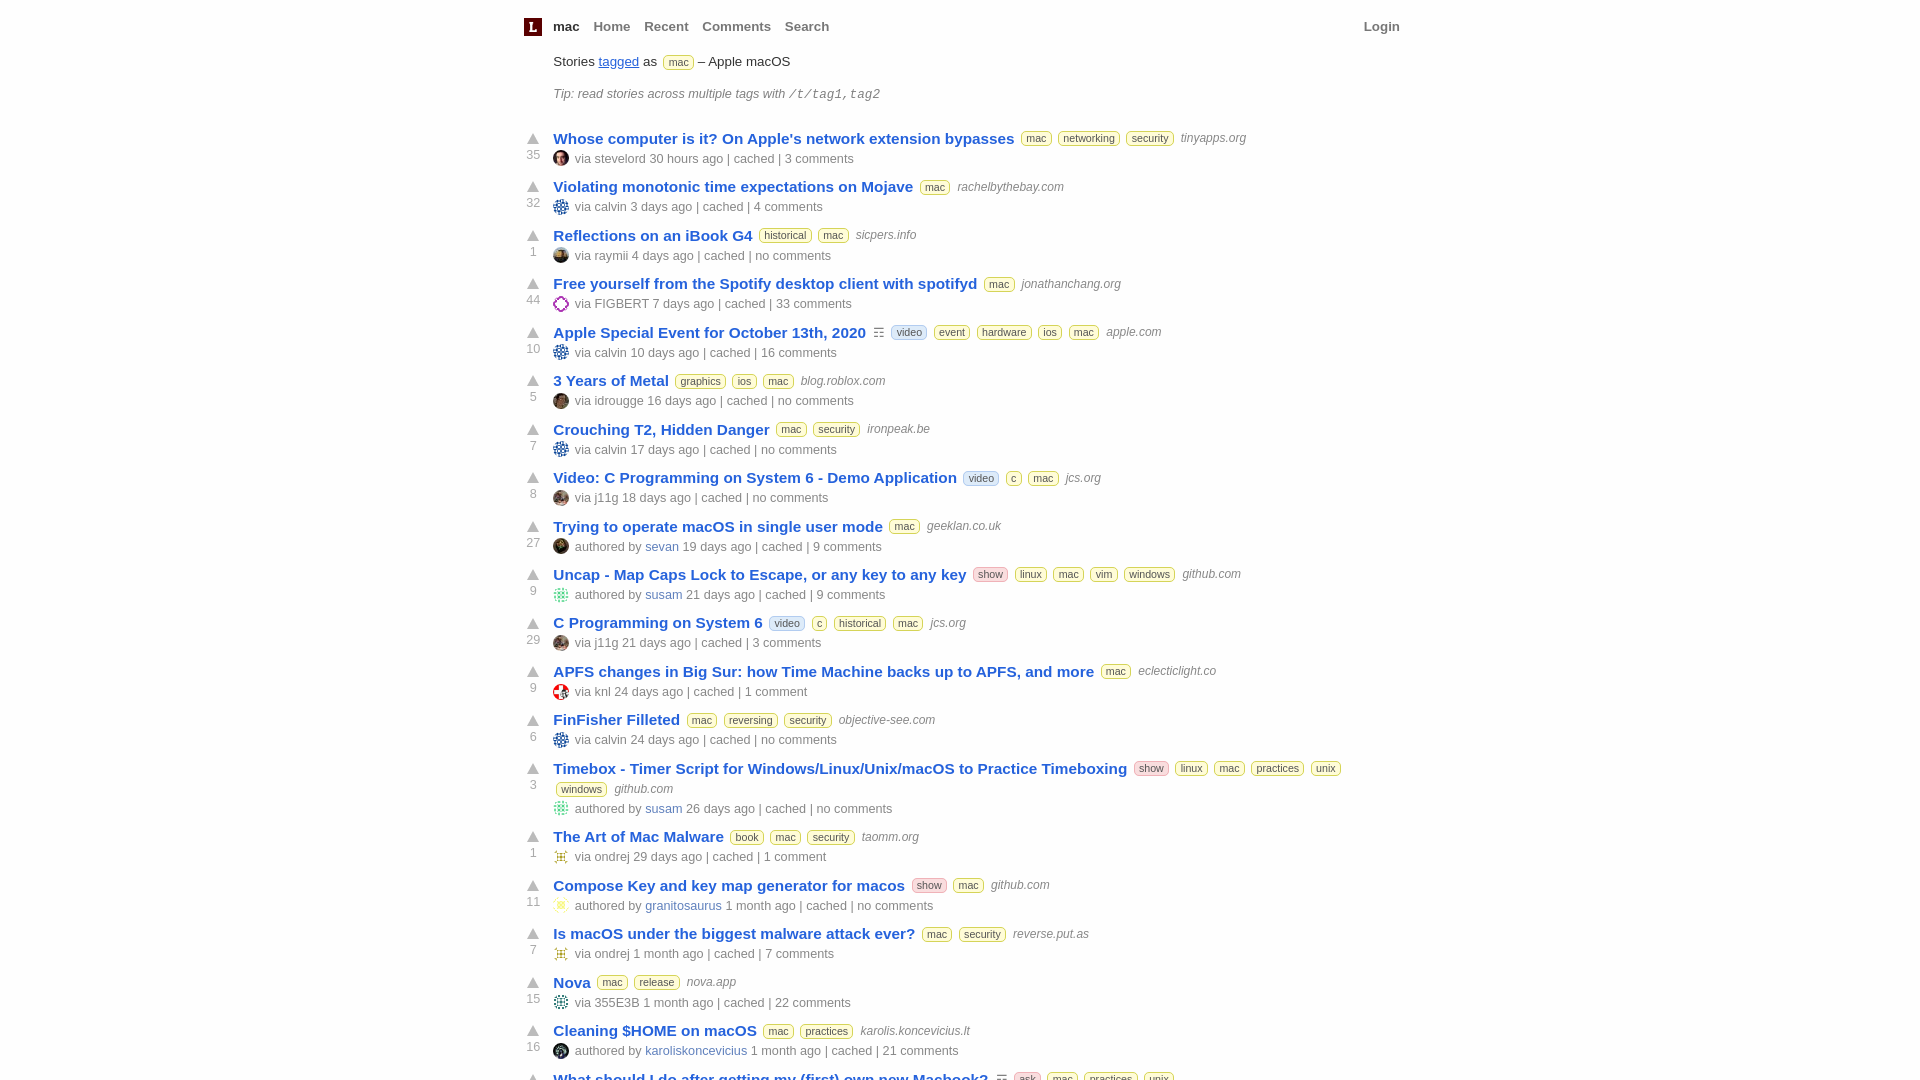 L mac Home Recent Comments Search Login
Stories tagged as mac – Apple macOS
Tip: read stories across multiple tags with /t/tag1,tag2
Whose computer is it? On Apple's network extension bypasses mac networking security tinyapps.org
35 via stevelord 30 hours ago | cached | 3 comments
Violating monotonic time expectations on Mojave mac rachelbythebay.com
32 via calvin 3 days ago | cached | 4 comments
Reflections on an iBook G4 historical mac sicpers.info
1 via raymii 4 days ago | cached | no comments
Free yourself from the Spotify desktop client with spotifyd mac jonathanchang.org
44 via FIGBERT 7 days ago | cached | 33 comments
Apple Special Event for October 13th, 2020 ☶ video event hardware ios mac apple.com
10 via calvin 10 days ago | cached | 16 comments
3 Years of Metal graphics ios mac blog.roblox.com
5 via idrougge 16 days ago | cached | no comments
Crouching T2, Hidden Danger mac security ironpeak.be
7 via calvin 17 days ago | cached | no comments
Video: C Programming on System 6 - Demo Application video c mac jcs.org
8 via j11g 18 days ago | cached | no comments
Trying to operate macOS in single user mode mac geeklan.co.uk
27 authored by sevan 19 days ago | cached | 9 comments
Uncap - Map Caps Lock to Escape, or any key to any key show linux mac vim windows github.com
9 authored by susam 21 days ago | cached | 9 comments
C Programming on System 6 video c historical mac jcs.org
29 via j11g 21 days ago | cached | 3 comments
APFS changes in Big Sur: how Time Machine backs up to APFS, and more mac eclecticlight.co
9 via knl 24 days ago | cached | 1 comment
FinFisher Filleted mac reversing security objective-see.com
6 via calvin 24 days ago | cached | no comments
Timebox - Timer Script for Windows/Linux/Unix/macOS to Practice Timeboxing show linux mac practices unix
3 windows github.com
authored by susam 26 days ago | cached | no comments
The Art of Mac Malware book mac security taomm.org
1 via ondrej 29 days ago | cached | 1 comment
Compose Key and key map generator for macos show mac github.com
11 authored by granitosaurus 1 month ago | cached | no comments
Is macOS under the biggest malware attack ever? mac security reverse.put.as
7 via ondrej 1 month ago | cached | 7 comments
Nova mac release nova.app
15 via 355E3B 1 month ago | cached | 22 comments
Cleaning $HOME on macOS mac practices karolis.koncevicius.lt
16 authored by karoliskoncevicius 1 month ago | cached | 21 comments
What should I do after getting my (first) own new Macbook? ☶ ask mac practices unix